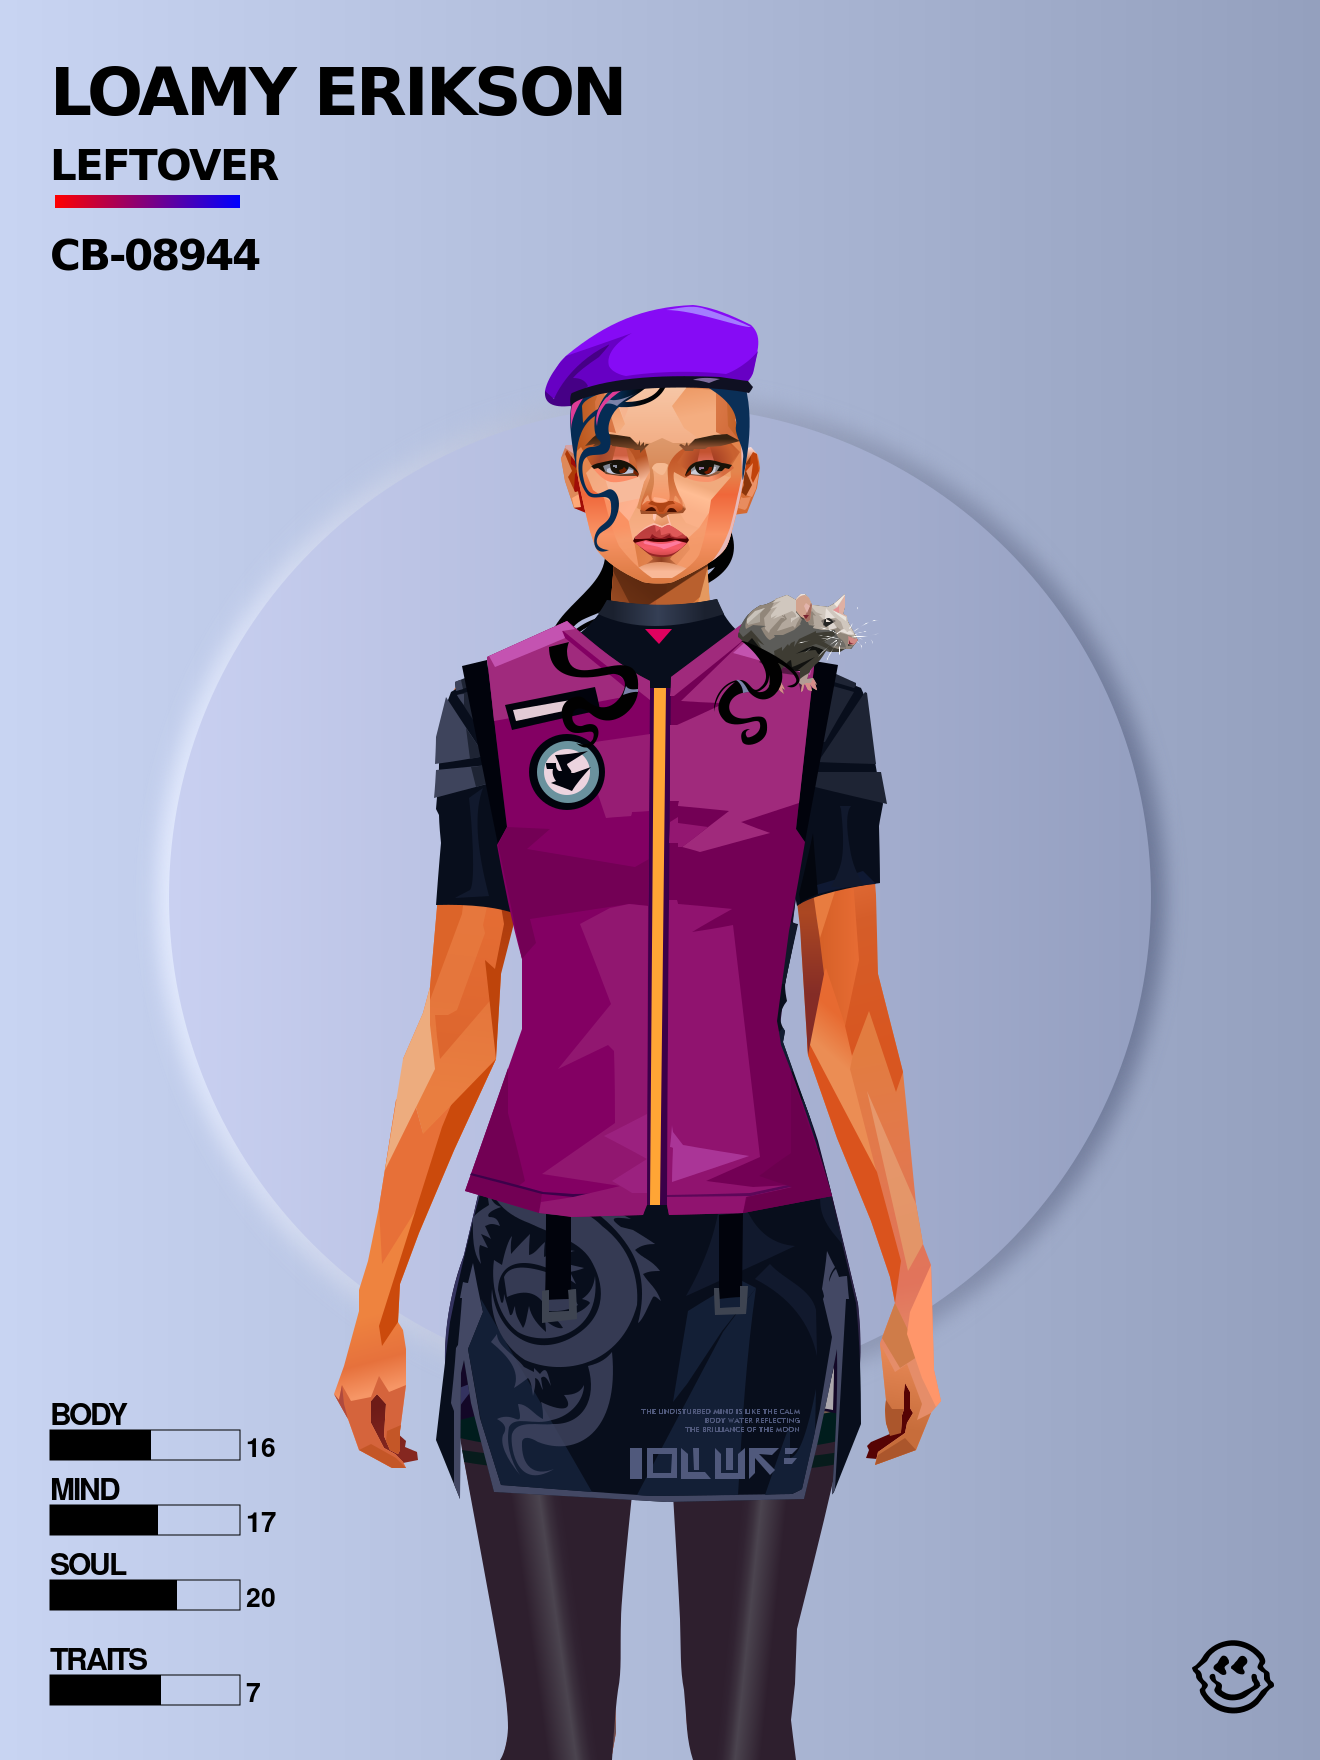 LOAMY ERIKSON
LEFTOVER
CB-08944
THE UNDISTURBED MIND IS LIKE THE CALM
BODY WATER REFLECTING
THE BRILLIANCE OF THE MOON
BODY
16
MIND
17
SOUL
20
TRAITS
7